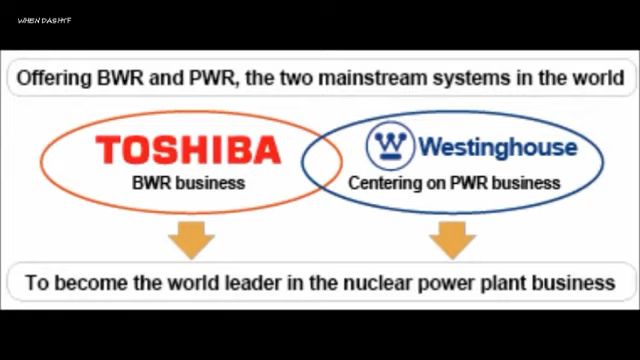 Offering BWR and PWR, the two mainstream systems in the world
TOSHIBA
BWR business
Westinghouse
Centering on PWR business
To become the world leader in the nuclear power plant business